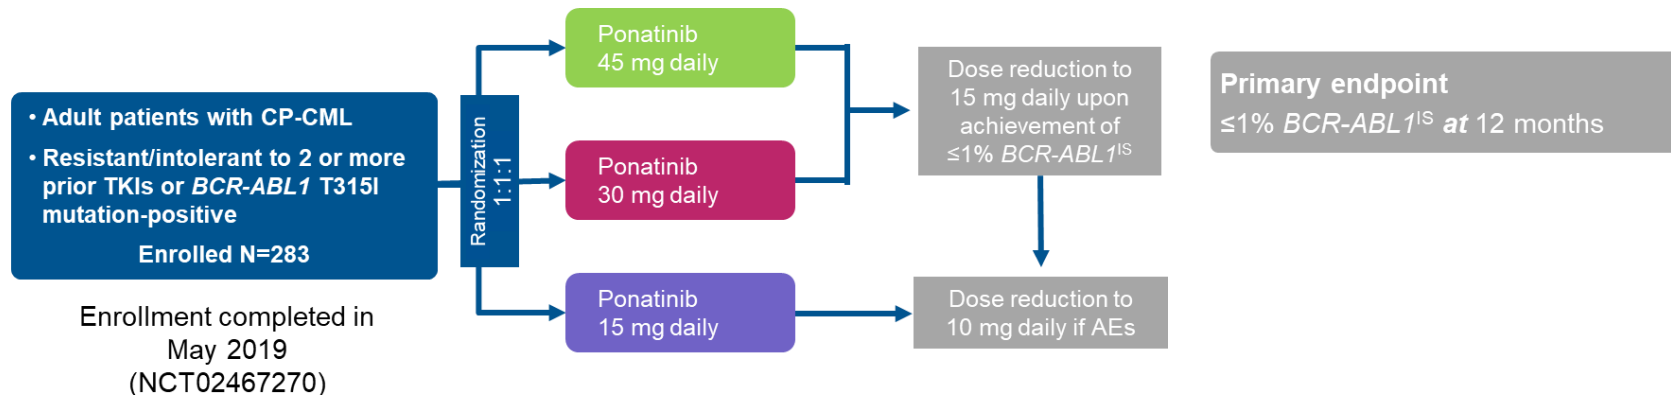 • Adult patients with CP-CML
• Resistant/intolerant to 2 or more
prior TKIs or BCR-ABL1 T315I
mutation-positive
Enrolled N=283
Enrollment completed in
May 2019
(NCT02467270)
Randomization
1:1:1
Ponatinib
45 mg daily
Ponatinib
30 mg daily
Ponatinib
15 mg daily
Dose reduction to
15 mg daily upon
achievement of
≤1% BCR-ABL1IS
Dose reduction to
10 mg daily if AEs
Primary endpoint
≤1% BCR-ABL1IS at 12 months